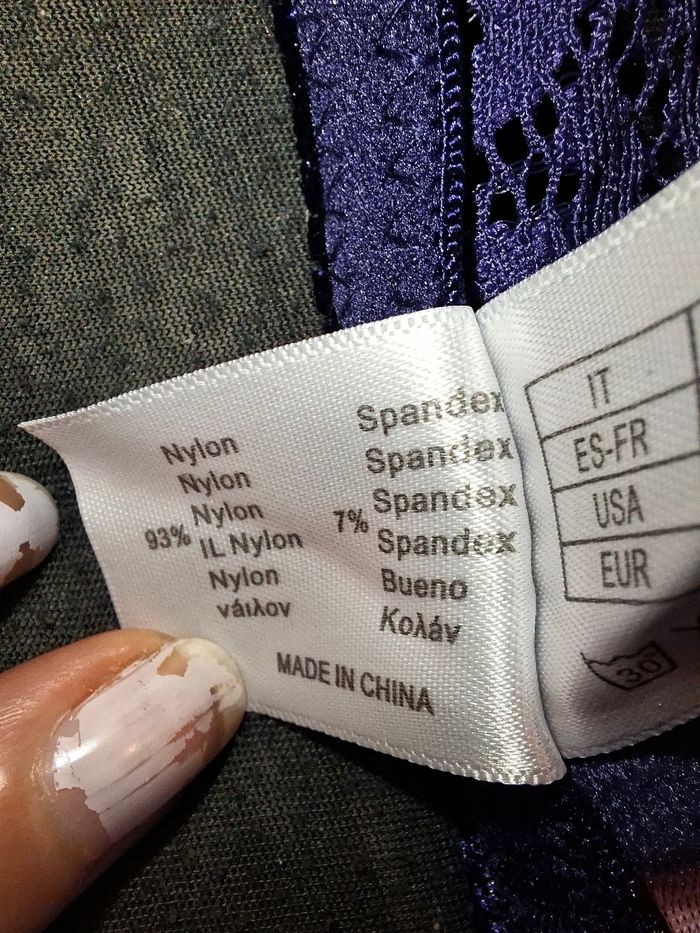 Nylon
Nylon
Nylon
93% IL Nylon
Nylon
νάιλον
Spandex
Spandex
Spandex
7% Spandex
Bueno
Κολάν
MADE IN CHINA
IT
ES-FR
USA
EUR
30°